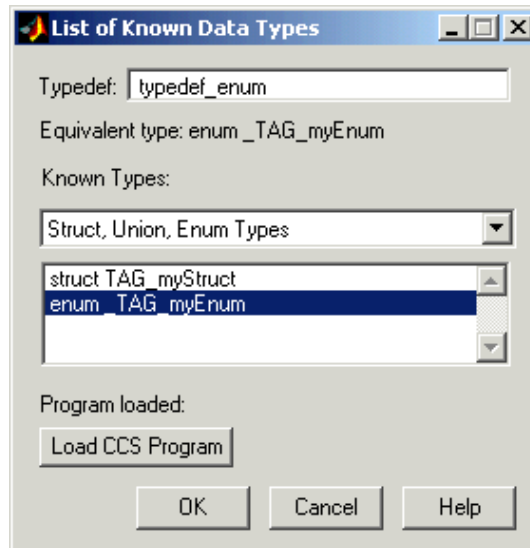 List of Known Data Types
Typedef: typedef_enum
Equivalent type: enum _TAG_myEnum
Known Types:
Struct, Union, Enum Types
struct TAG_myStruct
enum _TAG_myEnum
Program loaded:
Load CCS Program
OK Cancel Help